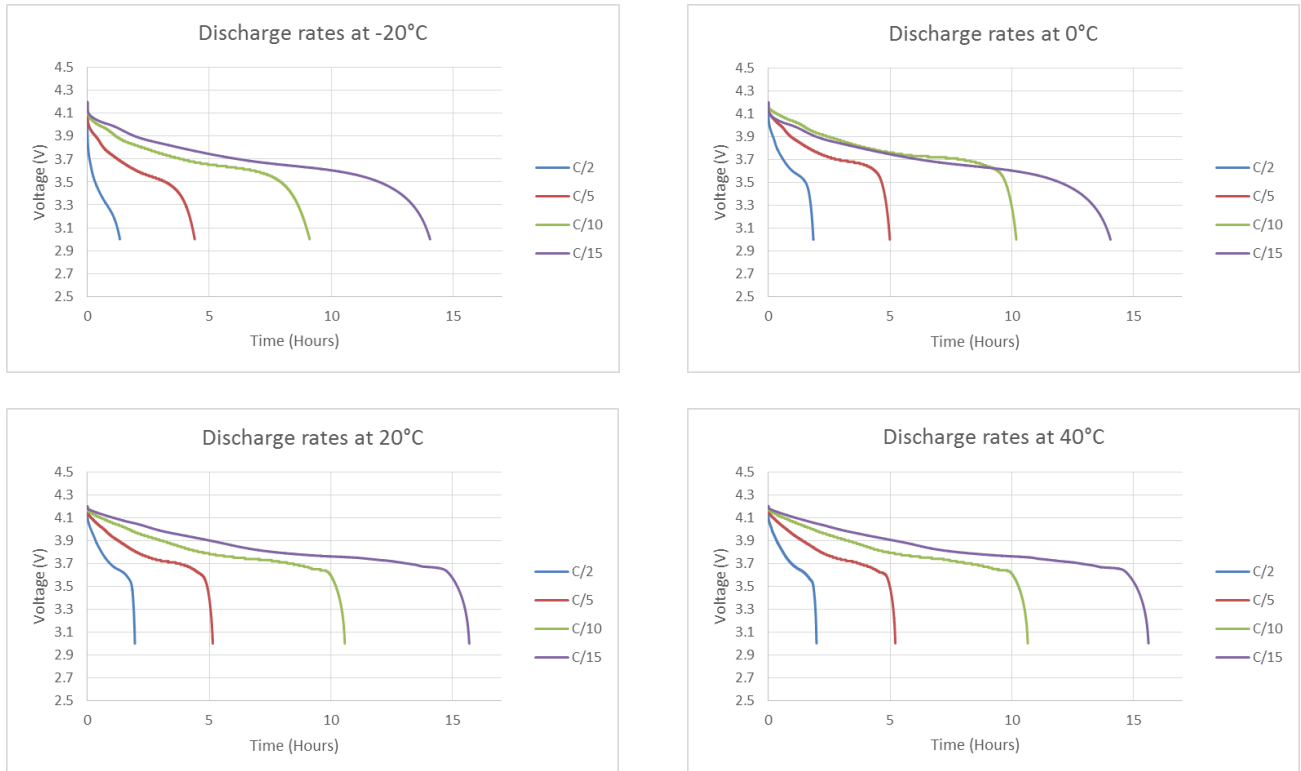 Discharge rates at -20°C
4.5
4.3
4.1
3.9
3.7
3.5
3.3
3.1
2.9
2.7
2.5
Voltage (V)
0 5 10 15
Time (Hours)
C/2
C/5
C/10
C/15
Discharge rates at 0°C
4.5
4.3
4.1
3.9
3.7
3.5
3.3
3.1
2.9
2.7
2.5
Voltage (V)
0 5 10 15
Time (Hours)
C/2
C/5
C/10
C/15
Discharge rates at 20°C
4.5
4.3
4.1
3.9
3.7
3.5
3.3
3.1
2.9
2.7
2.5
Voltage (V)
0 5 10 15
Time (Hours)
C/2
C/5
C/10
C/15
Discharge rates at 40°C
4.5
4.3
4.1
3.9
3.7
3.5
3.3
3.1
2.9
2.7
2.5
Voltage (V)
0 5 10 15
Time (Hours)
C/2
C/5
C/10
C/15